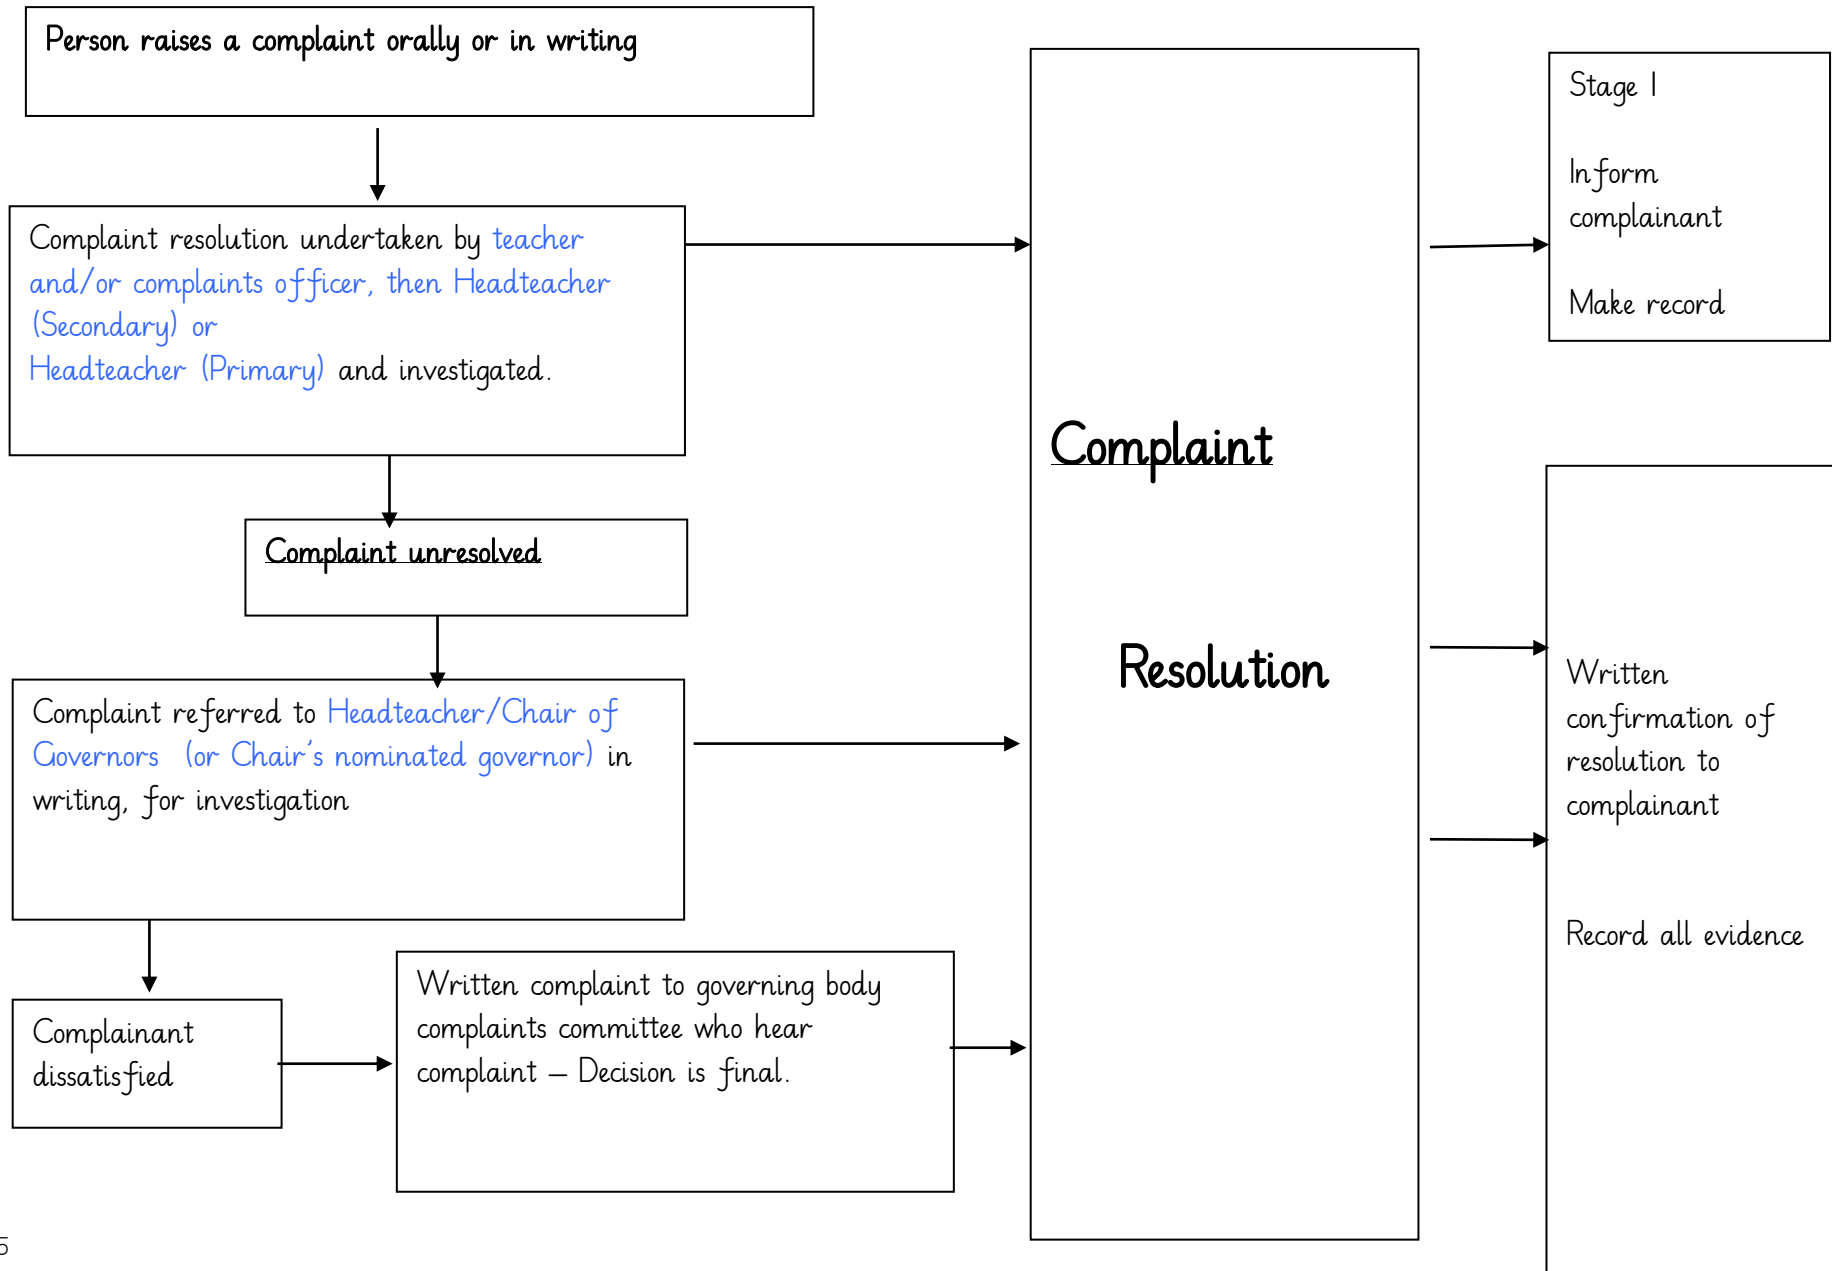 Person raises a complaint orally or in writing
Complaint resolution undertaken by teacher
and/or complaints officer, then Headteacher
(Secondary) or
Headteacher (Primary) and investigated.
Complaint unresolved
Complaint referred to Headteacher/Chair of
Governors (or Chair's nominated governor) in
writing, for investigation
Complainant
dissatisfied
Written complaint to governing body
complaints committee who hear
complaint – Decision is final.
Complaint
Resolution
Stage 1
Inform
complainant
Make record
Written
confirmation of
resolution to
complainant
Record all evidence